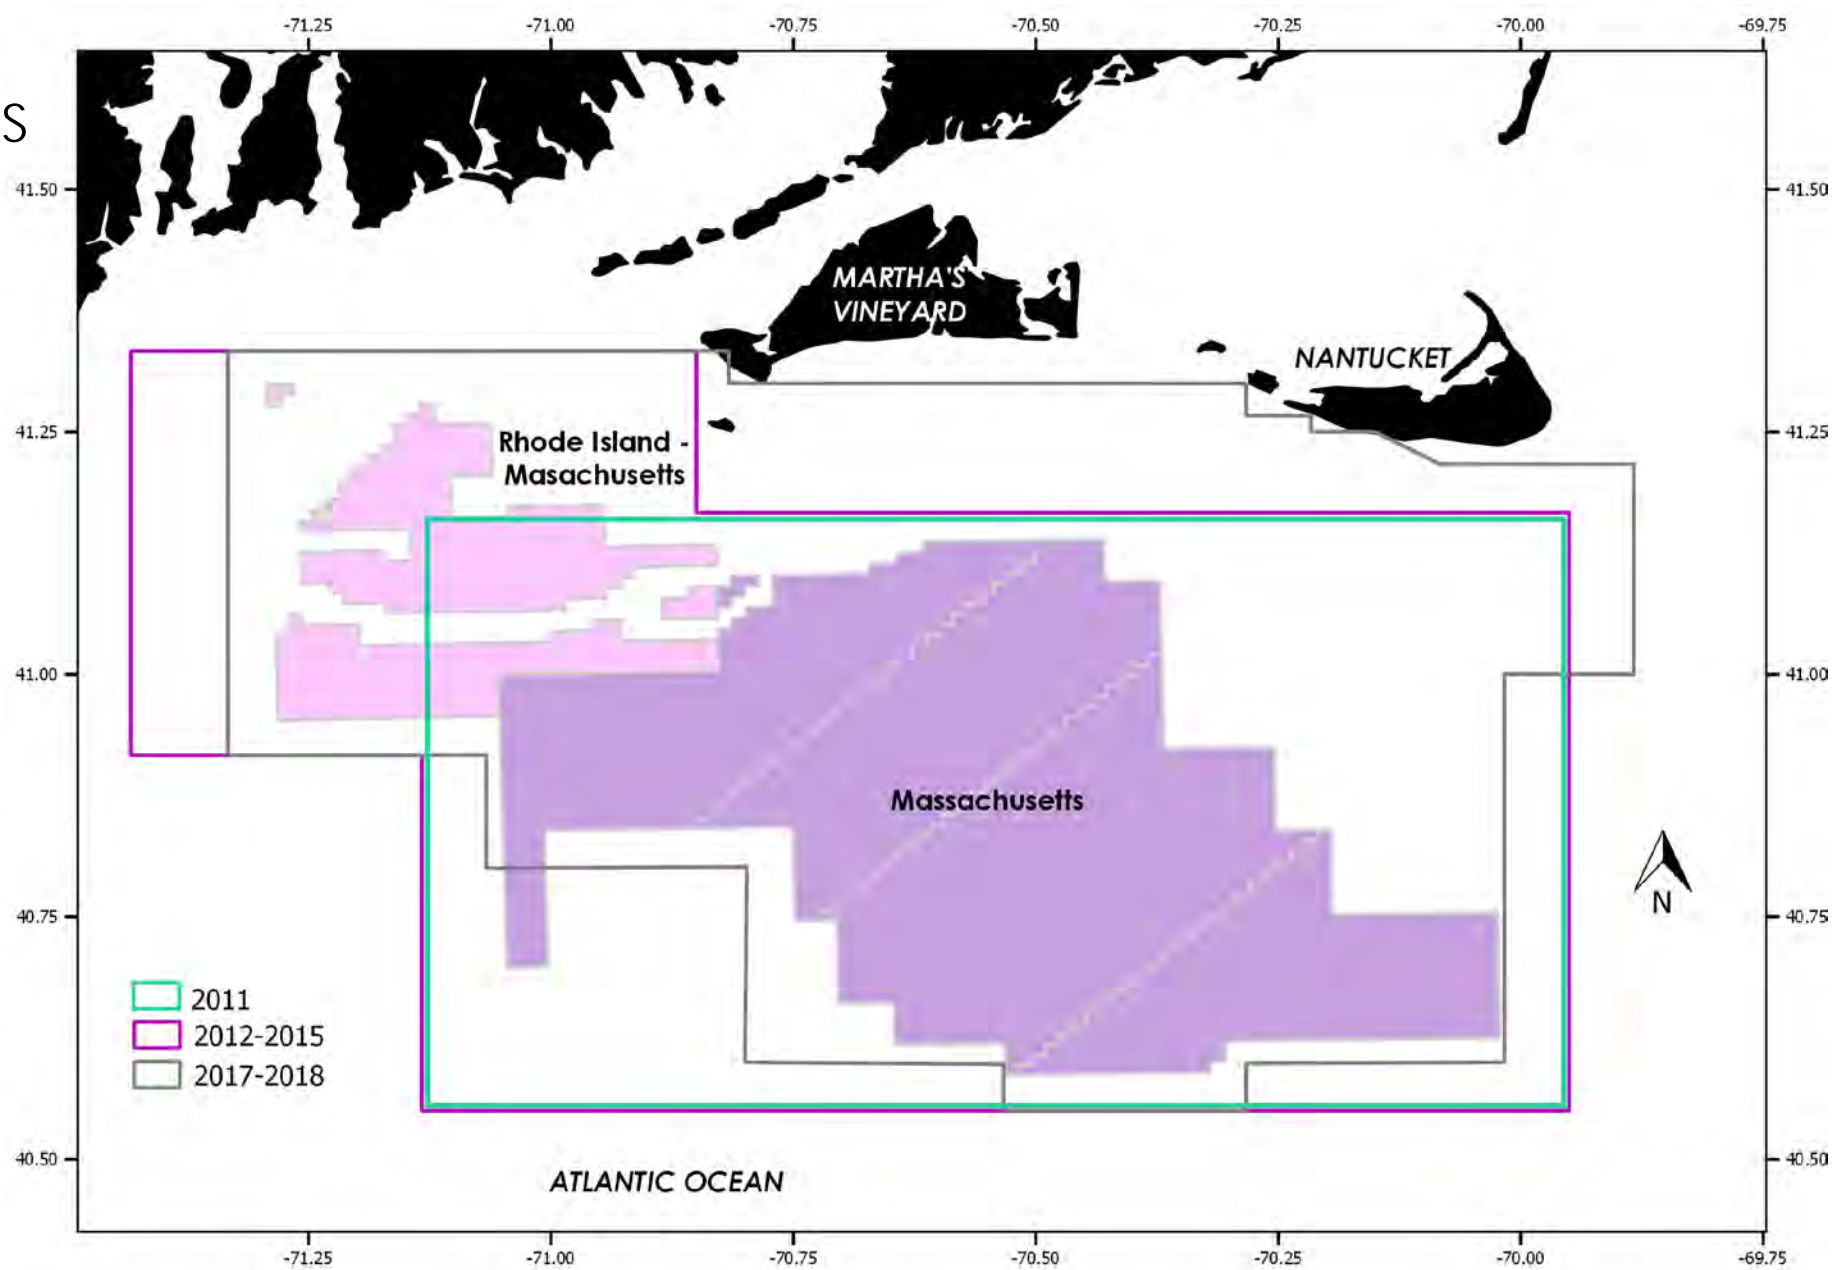 -71.25 -71.00 -70.75 -70.50 -70.25 -70.00 -69.75
S
41.50 41.50
MARTHA'S
VINEYARD
NANTUCKET
41.25 41.25
Rhode Island -
Masachusetts
41.00 41.00
Massachusetts
40.75 40.75
N
2011
2012-2015
2017-2018
40.50 40.50
ATLANTIC OCEAN
-71.25 -71.00 -70.75 -70.50 -70.25 -70.00 -69.75